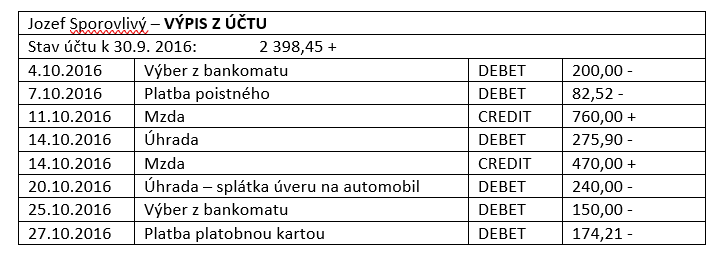 Jozef Sporovlivý – VÝPIS Z ÚČTU
Stav účtu k 30.9. 2016: 2 398,45 +
4.10.2016 Výber z bankomatu DEBET 200,00 -
7.10.2016 Platba poistného DEBET 82,52 -
11.10.2016 Mzda CREDIT 760,00 +
14.10.2016 Úhrada DEBET 275,90 -
14.10.2016 Mzda CREDIT 470,00 +
20.10.2016 Úhrada – splátka úveru na automobil DEBET 240,00 -
25.10.2016 Výber z bankomatu DEBET 150,00 -
27.10.2016 Platba platobnou kartou DEBET 174,21 -